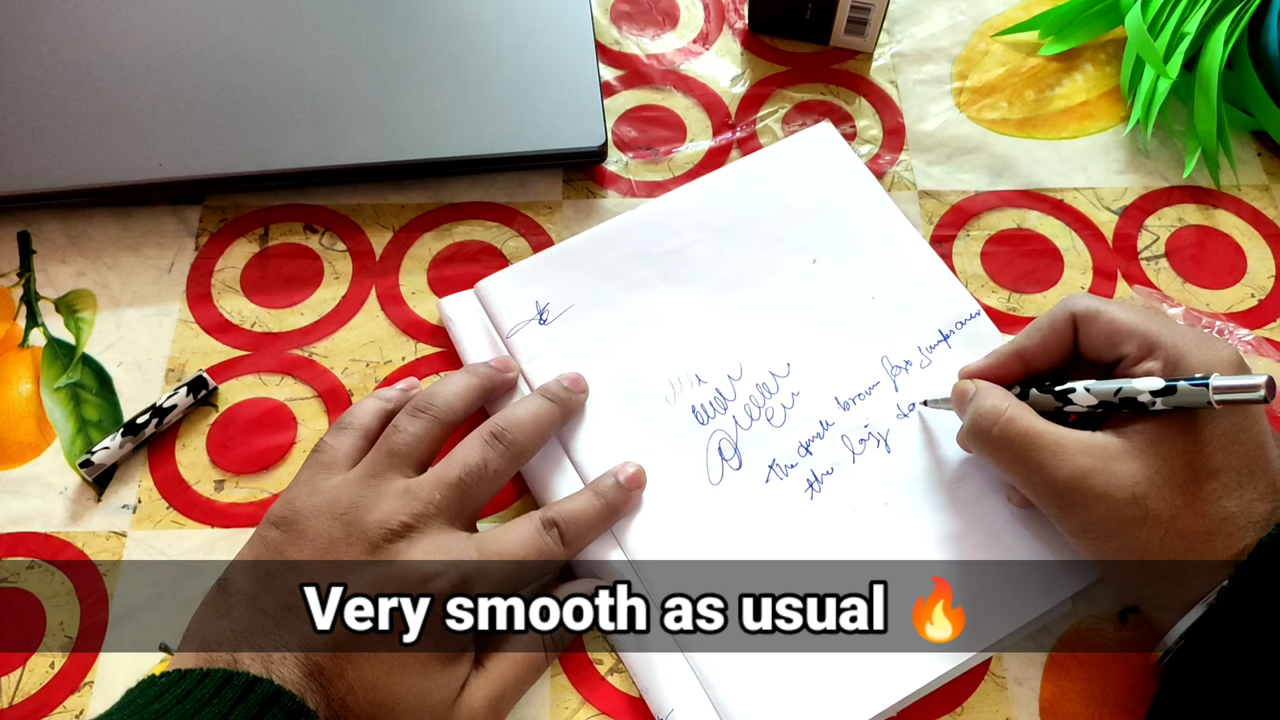 The quick brown fox jumps over
the lazy do
Very smooth as usual 🔥